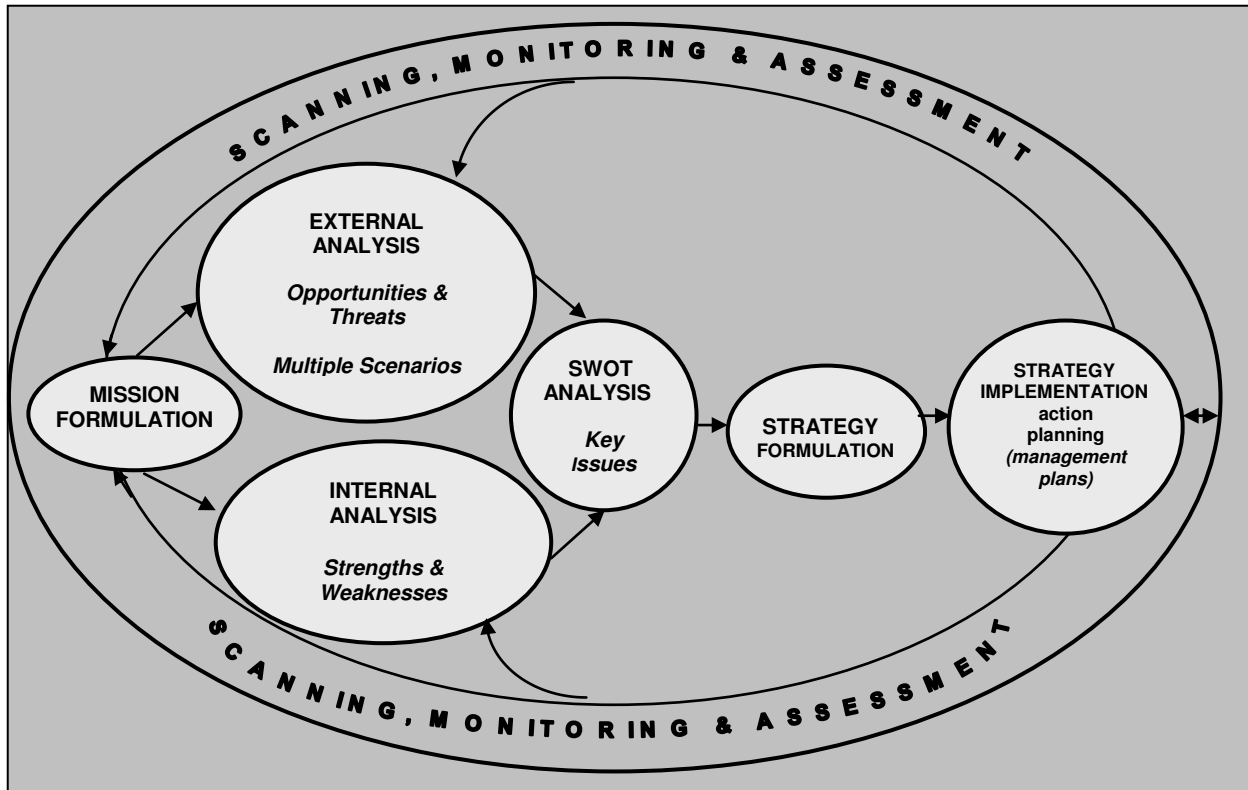 SCANNING, MONITORING & ASSESSMENT
EXTERNAL
ANALYSIS
Opportunities &
Threats
Multiple Scenarios
MISSION
FORMULATION
INTERNAL
ANALYSIS
Strengths &
Weaknesses
SWOT
ANALYSIS
Key
Issues
STRATEGY
FORMULATION
STRATEGY
IMPLEMENTATION
action
planning
(management
plans)
SCANNING, MONITORING & ASSESSMENT